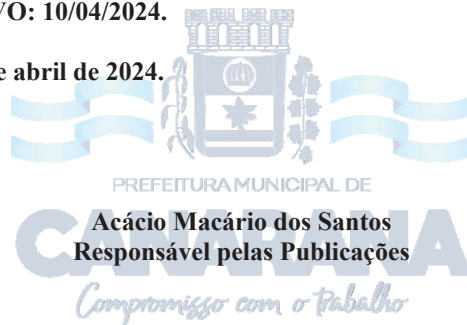 VO: 10/04/2024.
e abril de 2024.
PREFEITURA MUNICIPAL DE
CANARANA
Acácio Macário dos Santos
Responsável pelas Publicações
Compromisso com o Trabalho